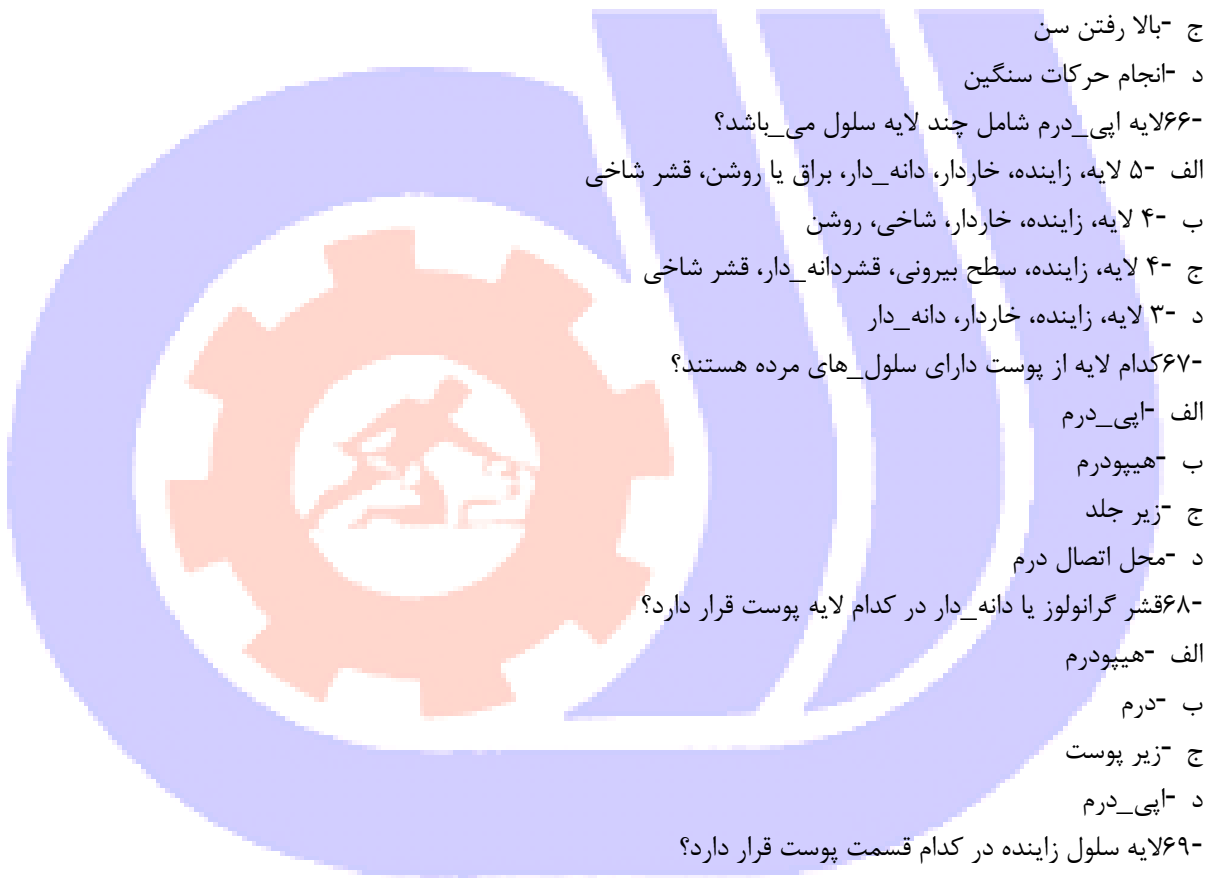 ج -بالا رفتن سن
د -انجام حرکات سنگین
-۶۶لایه اپی_درم شامل چند لایه سلول می_باشد؟
الف -۵ لایه، زاینده، خاردار، دانه_دار، براق یا روشن، قشر شاخی
ب -۴ لایه، زاینده، خاردار، شاخی، روشن
ج -۴ لایه، زاینده، سطح بیرونی، قشردانه_دار، قشر شاخی
د -۳ لایه، زاینده، خاردار، دانه_دار
-۶۷کدام لایه از پوست دارای سلول_های مرده هستند؟
الف -اپی_درم
ب -هیپودرم
ج -زیر جلد
د -محل اتصال درم
-۶۸قشر گرانولوز یا دانه_دار در کدام لایه پوست قرار دارد؟
الف -هیپودرم
ب -درم
ج -زیر پوست
د -اپی_درم
-۶۹لایه سلول زاینده در کدام قسمت پوست قرار دارد؟